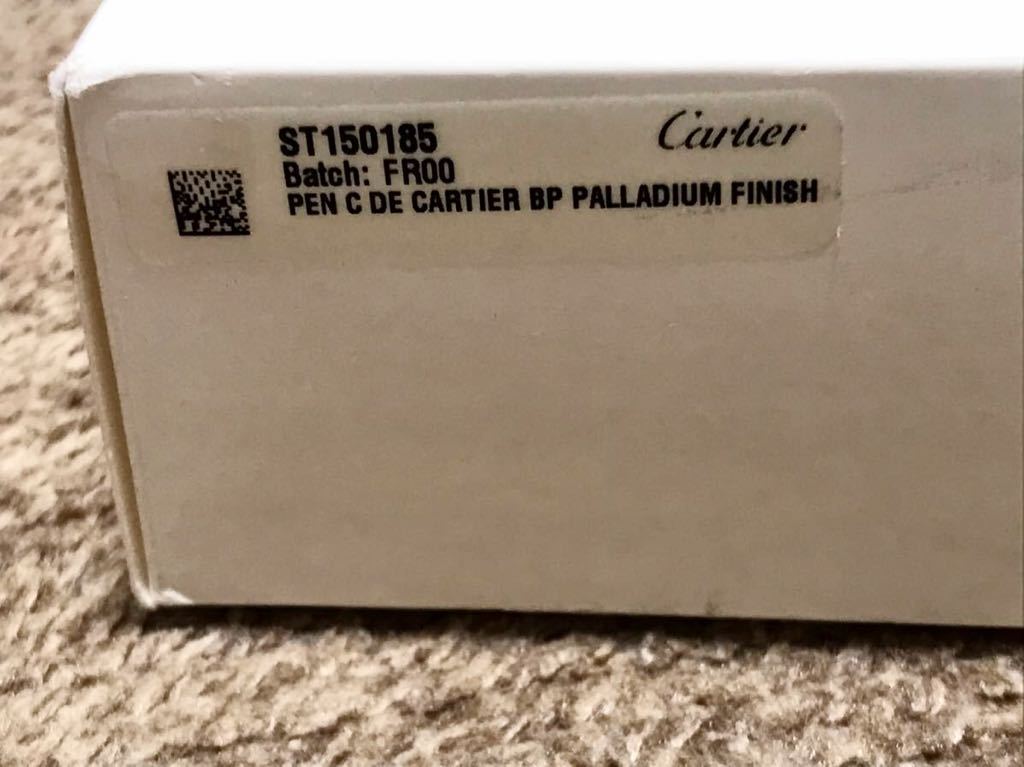 ST150185
Cartier
Batch: FR00
PEN C DE CARTIER BP PALLADIUM FINISH